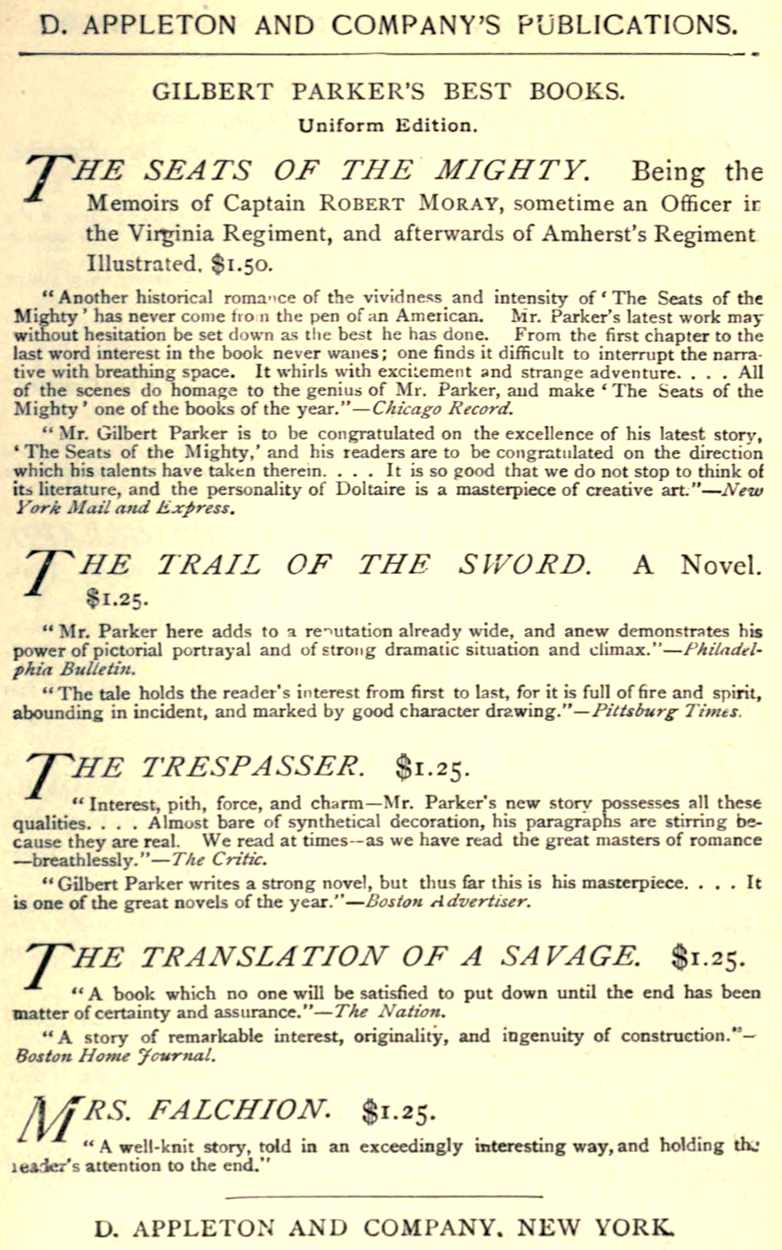 D. APPLETON AND COMPANY'S PUBLICATIONS.
GILBERT PARKER'S BEST BOOKS.
Uniform Edition.
THE SEATS OF THE MIGHTY. Being the
Memoirs of Captain ROBERT MORAY, sometime an Officer in
the Virginia Regiment, and afterwards of Amherst's Regiment
Illustrated. $1.50.
"Another historical romance of the vividness and intensity of 'The Seats of the
Mighty' has never come from the pen of an American. Mr. Parker's latest work may
without hesitation be set down as the best he has done. From the first chapter to the
last word interest in the book never wanes; one finds it difficult to interrupt the narra-
tive with breathing space. It whirls with excitement and strange adventure. . . . All
of the scenes do homage to the genius of Mr. Parker, and make 'The Seats of the
Mighty' one of the books of the year."—Chicago Record.
"Mr. Gilbert Parker is to be congratulated on the excellence of his latest story,
'The Seats of the Mighty,' and his readers are to be congratulated on the direction
which his talents have taken therein. . . . It is so good that we do not stop to think of
its literature, and the personality of Doltaire is a masterpiece of creative art."—New
York Mail and Express.
THE TRAIL OF THE SWORD. A Novel.
$1.25.
"Mr. Parker here adds to a reputation already wide, and anew demonstrates his
power of pictorial portrayal and of strong dramatic situation and climax."—Philadel-
phia Bulletin.
"The tale holds the reader's interest from first to last, for it is full of fire and spirit,
abounding in incident, and marked by good character drawing."—Pittsburg Times.
THE TRESPASSER. $1.25.
"Interest, pith, force, and charm—Mr. Parker's new story possesses all these
qualities. . . . Almost bare of synthetical decoration, his paragraphs are stirring be-
cause they are real. We read at times—as we have read the great masters of romance
—breathlessly."—The Critic.
"Gilbert Parker writes a strong novel, but thus far this is his masterpiece. . . . It
is one of the great novels of the year."—Boston Advertiser.
THE TRANSLATION OF A SAVAGE. $1.25.
"A book which no one will be satisfied to put down until the end has been
matter of certainty and assurance."—The Nation.
"A story of remarkable interest, originality, and ingenuity of construction."—
Boston Home Journal.
MRS. FALCHION. $1.25.
"A well-knit story, told in an exceedingly interesting way, and holding the
reader's attention to the end."
D. APPLETON AND COMPANY. NEW YORK.